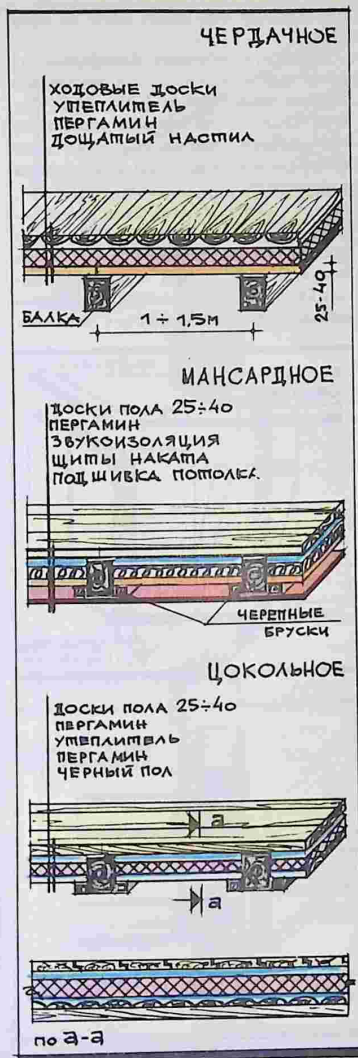 ЧЕРДАЧНОЕ
ХОДОВЫЕ ДОСКИ
УТЕПЛИТЕЛЬ
ПЕРГАМИН
ДОЩАТЫЙ НАСТИЛ
БАЛКА
1÷1,5м
25-40
МАНСАРДНОЕ
ДОСКИ ПОЛА 25÷40
ПЕРГАМИН
ЗВУКОИЗОЛЯЦИЯ
ЩИТЫ НАКАТА
ПОДШИВКА ПОТОЛКА.
ЧЕРЕПНЫЕ
БРУСКИ
ЦОКОЛЬНОЕ
ДОСКИ ПОЛА 25÷40
ПЕРГАМИН
УТЕПЛИТЕЛЬ
ПЕРГАМИН
ЧЕРНЫЙ ПОЛ
а
а
по а-а